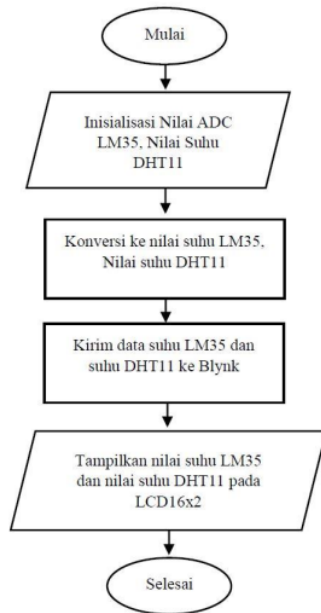 Mulai
Inisialisasi Nilai ADC
LM35, Nilai Suhu
DHT11
Konversi ke nilai suhu LM35,
Nilai suhu DHT11
Kirim data suhu LM35 dan
suhu DHT11 ke Blynk
Tampilkan nilai suhu LM35
dan nilai suhu DHT11 pada
LCD16x2
Selesai